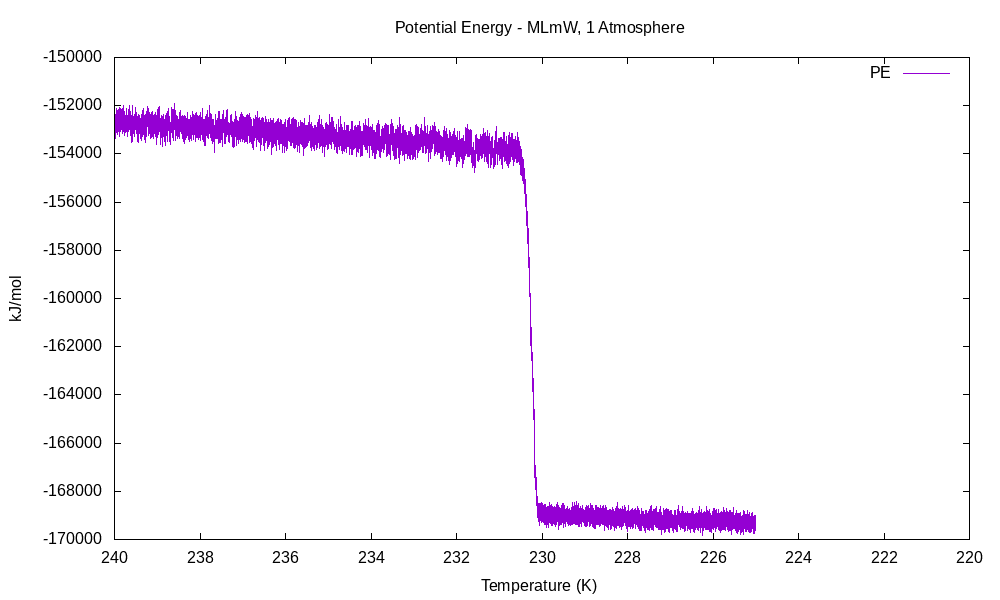 Potential Energy - MLmW, 1 Atmosphere
PE
-150000
-152000
-154000
-156000
-158000
-160000
-162000
-164000
-166000
-168000
-170000
kJ/mol
240 238 236 234 232 230 228 226 224 222 220
Temperature (K)